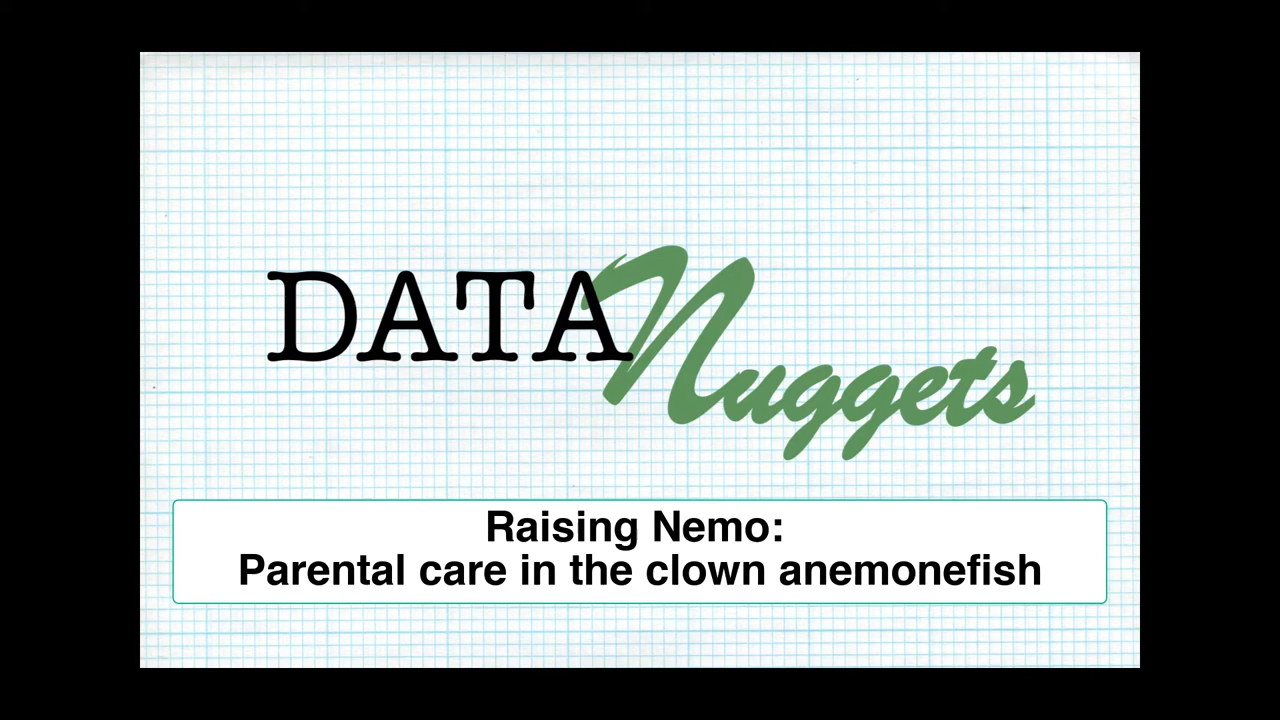 DATA Nuggets
Raising Nemo:
Parental care in the clown anemonefish